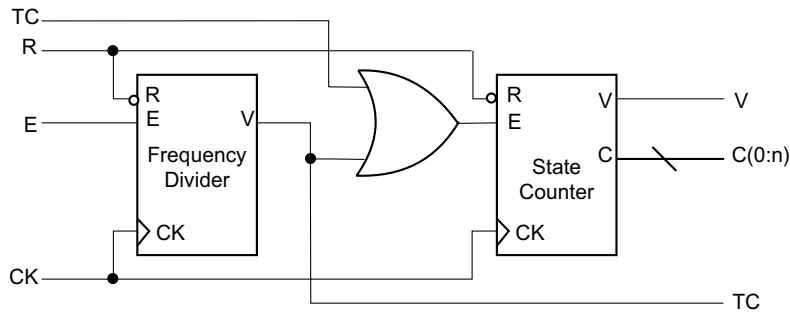 TC
R
R
E
V
E
Frequency
Divider
CK
CK
R
V
V
E
C
C(0:n)
State
Counter
CK
TC